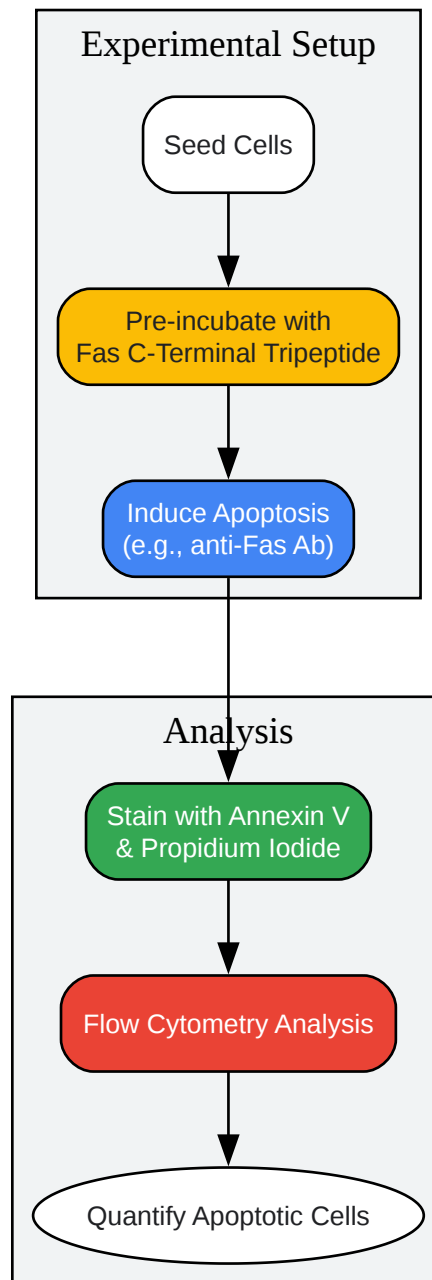 Experimental Setup
Seed Cells
Pre-incubate with
Fas C-Terminal Tripeptide
Induce Apoptosis
(e.g., anti-Fas Ab)
Analysis
Stain with Annexin V
& Propidium Iodide
Flow Cytometry Analysis
Quantify Apoptotic Cells